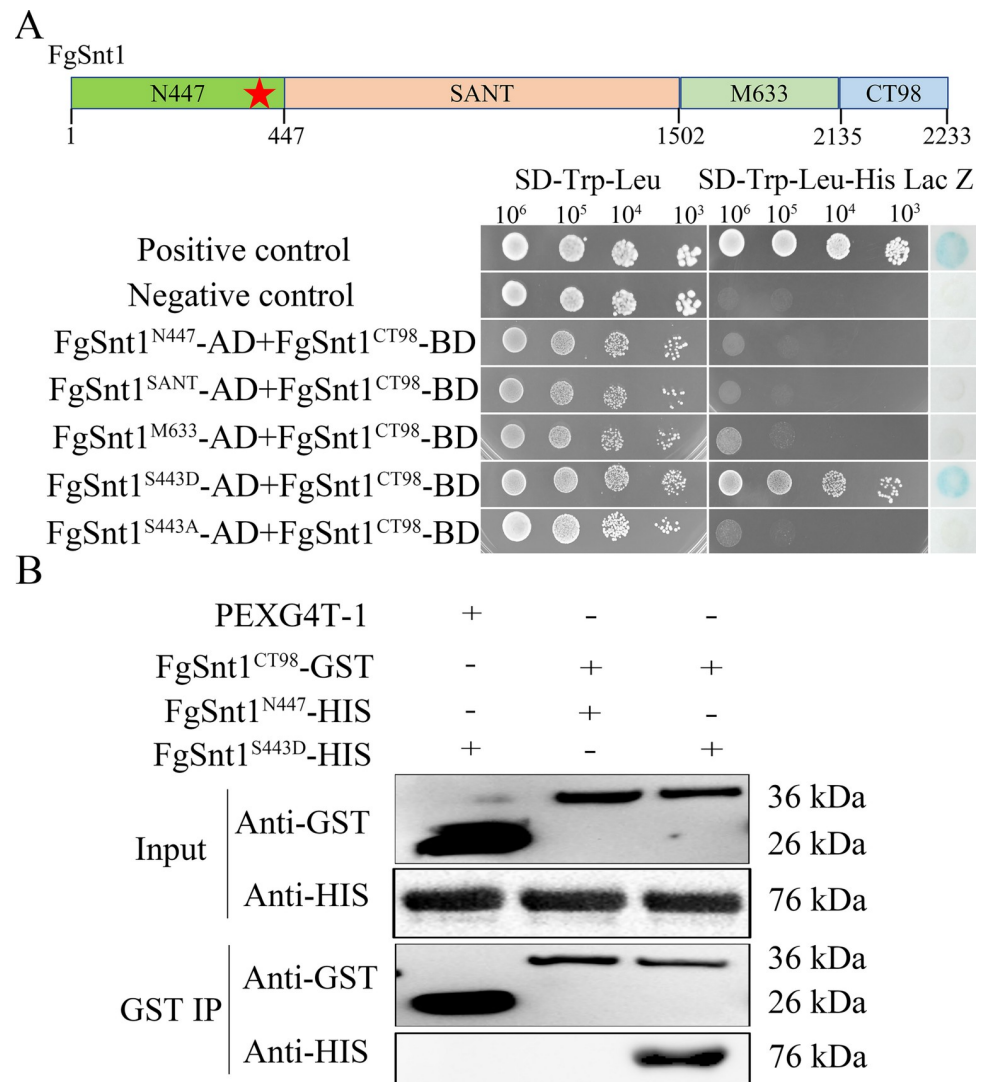 A
FgSnt1
N447 SANT M633 CT98
1 447 1502 2135 2233
SD-Trp-Leu SD-Trp-Leu-His Lac Z
10⁶ 10⁵ 10⁴ 10³ 10⁶ 10⁵ 10⁴ 10³
Positive control
Negative control
FgSnt1ᴺ⁴⁴⁷-AD+FgSnt1ᶜᵀ⁹⁸-BD
FgSnt1ˢᴬᴺᵀ-AD+FgSnt1ᶜᵀ⁹⁸-BD
FgSnt1ᴹ⁶³³-AD+FgSnt1ᶜᵀ⁹⁸-BD
FgSnt1ˢ⁴⁴³ᴰ-AD+FgSnt1ᶜᵀ⁹⁸-BD
FgSnt1ˢ⁴⁴³ᴬ-AD+FgSnt1ᶜᵀ⁹⁸-BD
B
PEXG4T-1 + - -
FgSnt1ᶜᵀ⁹⁸-GST - + +
FgSnt1ᴺ⁴⁴⁷-HIS - + -
FgSnt1ˢ⁴⁴³ᴰ-HIS + - +
Input Anti-GST 36 kDa
26 kDa
Anti-HIS 76 kDa
GST IP Anti-GST 36 kDa
26 kDa
Anti-HIS 76 kDa